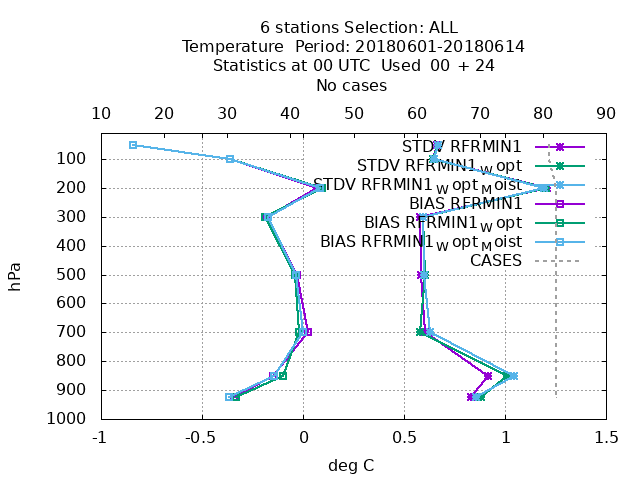 6 stations Selection: ALL
Temperature  Period: 20180601-20180614
Statistics at 00 UTC  Used  00 + 24
No cases
10 20 30 40 50 60 70 80 90
STDV RFRMIN1
STDV RFRMIN1_W opt
STDV RFRMIN1_W opt_M oist
BIAS RFRMIN1
BIAS RFRMIN1_W opt
BIAS RFRMIN1_W opt_M oist
CASES
100
200
300
400
500
600
700
800
900
1000
hPa
-1 -0.5 0 0.5 1 1.5
deg C